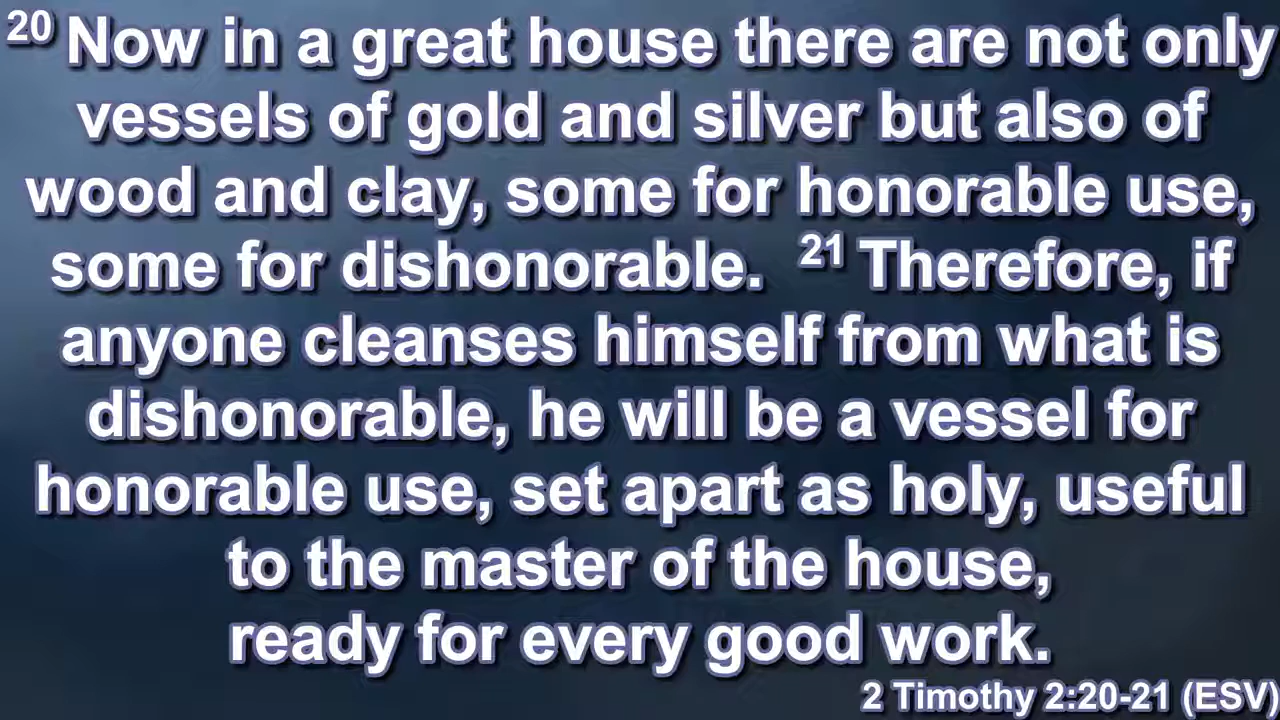 20 Now in a great house there are not only
vessels of gold and silver but also of
wood and clay, some for honorable use,
some for dishonorable. 21 Therefore, if
anyone cleanses himself from what is
dishonorable, he will be a vessel for
honorable use, set apart as holy, useful
to the master of the house,
ready for every good work.
2 Timothy 2:20-21 (ESV)